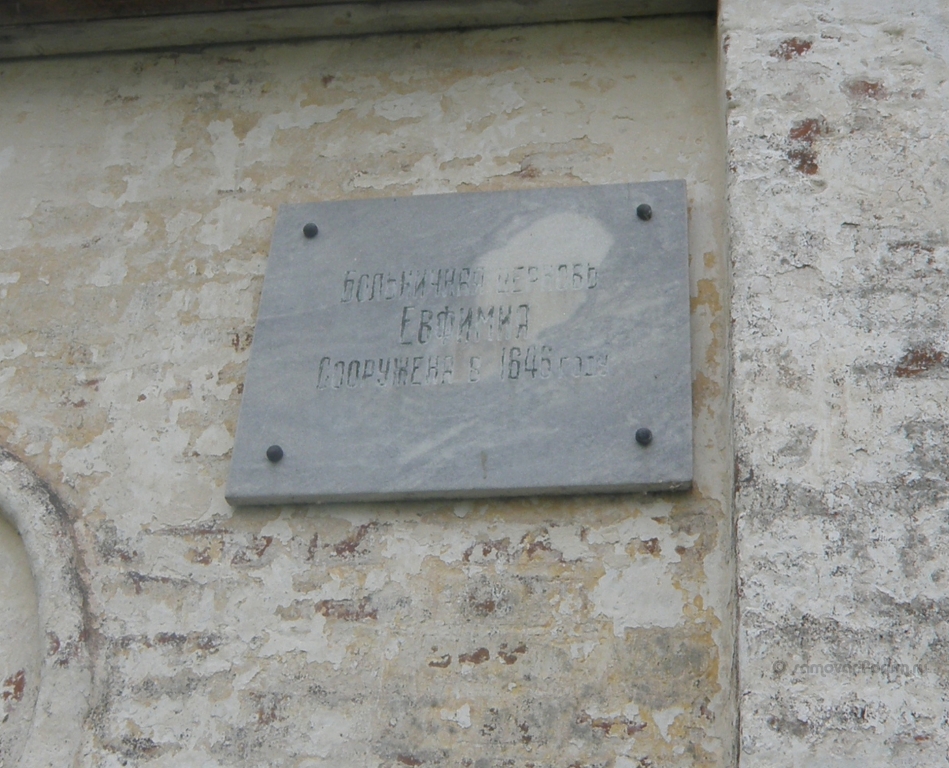 Больничная церковь
Евфимия
Сооружена в 1846 году